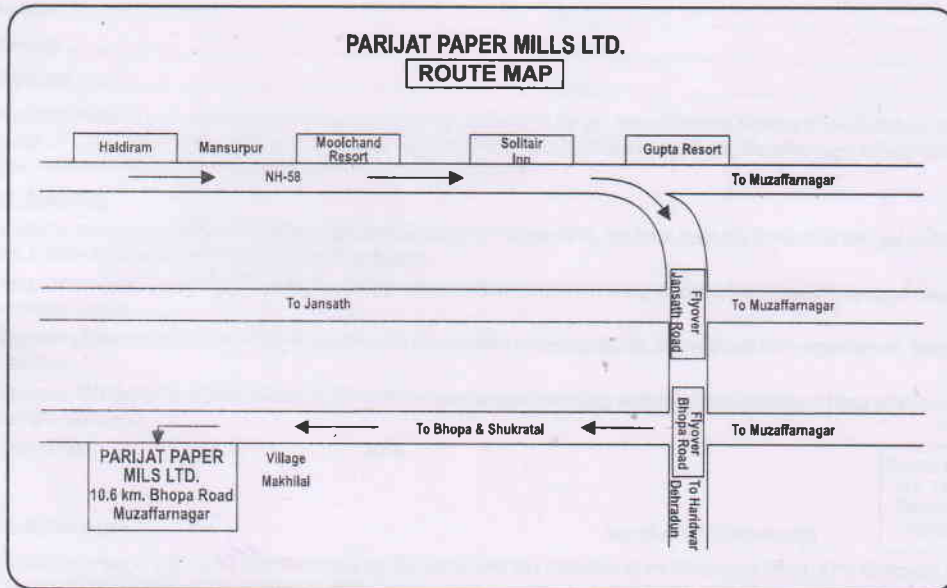 PARIJAT PAPER MILLS LTD.
ROUTE MAP
Haldiram
Mansurpur
Moolchand
Resort
Solitair
Inn
Gupta Resort
NH-58
To Muzaffarnagar
To Jansath
Flyover
Jansath Road
To Muzaffarnagar
To Bhopa & Shukratal
Flyover
Bhopa Road
To Muzaffarnagar
PARIJAT PAPER
MILS LTD.
10.6 km. Bhopa Road
Muzaffarnagar
Village
Makhilal
To Haridwar
Dehradun